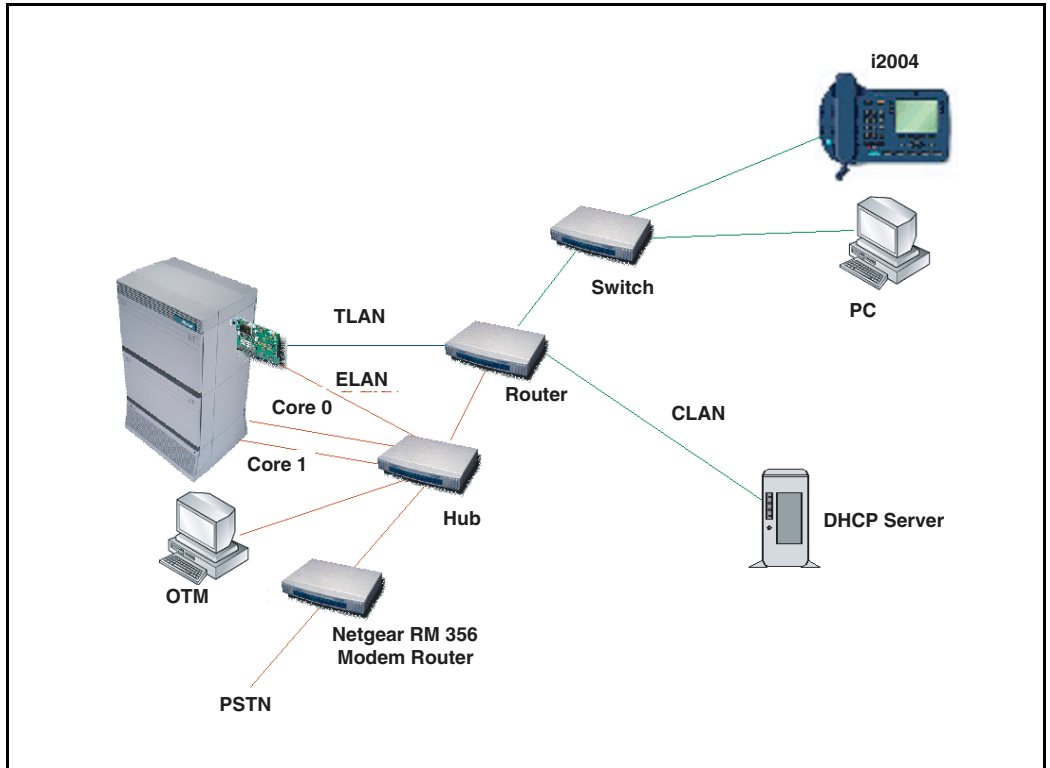 i2004
Switch
PC
TLAN
ELAN
Router
Core 0
CLAN
Core 1
Hub
DHCP Server
OTM
Netgear RM 356
Modem Router
PSTN